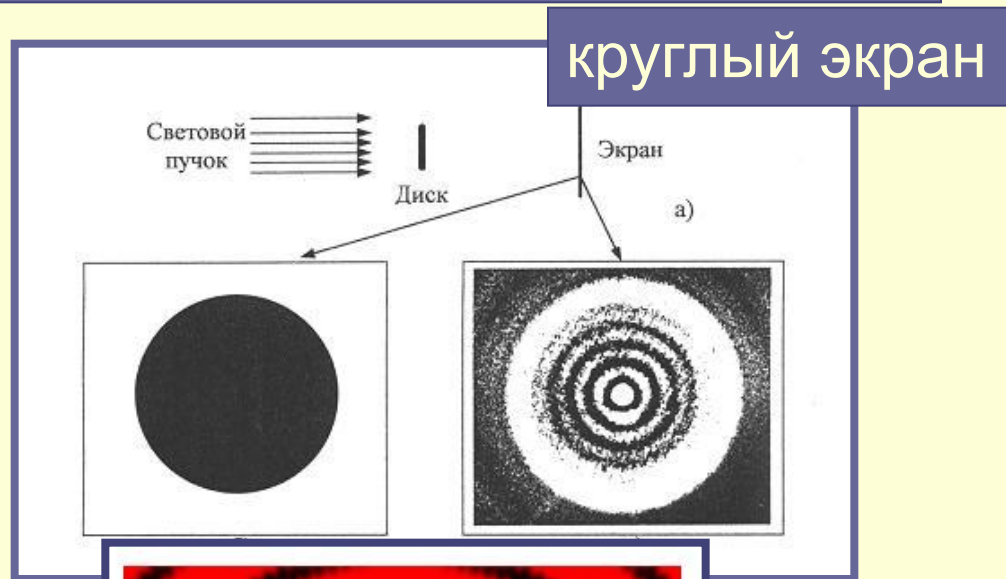 круглый экран
Световой
пучок
Диск
Экран
а)